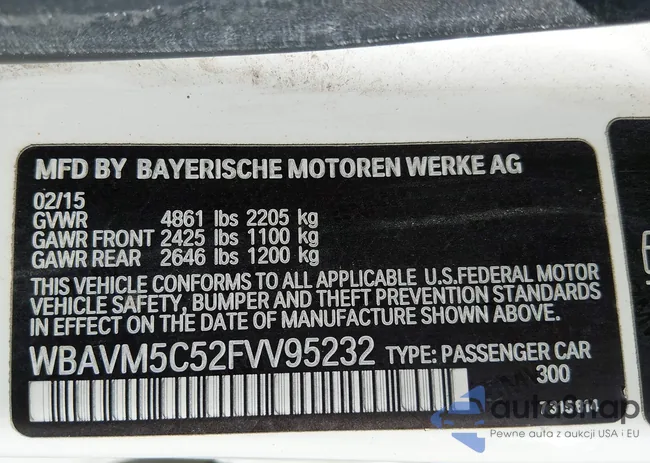 MFD BY BAYERISCHE MOTOREN WERKE AG
02/15
GVWR 4861 lbs 2205 kg
GAWR FRONT 2425 lbs 1100 kg
GAWR REAR 2646 lbs 1200 kg
THIS VEHICLE CONFORMS TO ALL APPLICABLE U.S.FEDERAL MOTOR
VEHICLE SAFETY, BUMPER AND THEFT PREVENTION STANDARDS
IN EFFECT ON THE DATE OF MANUFACTURE SHOWN ABOVE.
WBAVM5C52FVV95232 TYPE: PASSENGER CAR
300
autosnap
Pewne auta z aukcji USA i EU